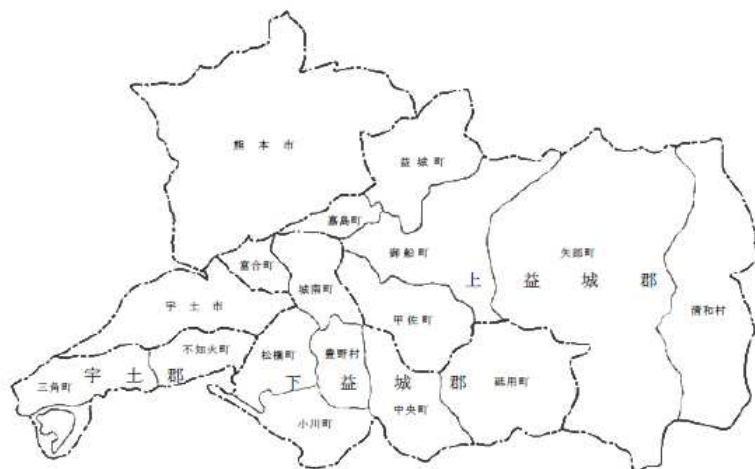 熊本市
益城町
嘉島町
御船町
矢部町
富合町
城南町
上益城郡
清和村
宇土市
甲佐町
不知火町
松橋町
豊野村
三角町
宇土郡
下益城郡
砥用町
中央町
小川町